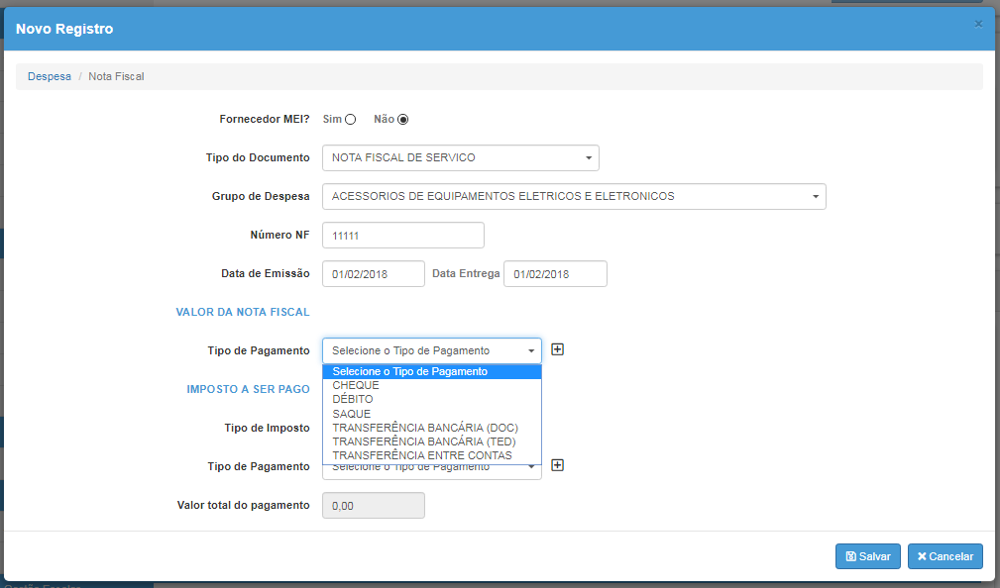 Novo Registro ×
Despesa / Nota Fiscal
Fornecedor MEI? Sim Não
Tipo do Documento NOTA FISCAL DE SERVICO
Grupo de Despesa ACESSORIOS DE EQUIPAMENTOS ELETRICOS E ELETRONICOS
Número NF 11111
Data de Emissão 01/02/2018 Data Entrega 01/02/2018
VALOR DA NOTA FISCAL
Tipo de Pagamento Selecione o Tipo de Pagamento
Selecione o Tipo de Pagamento
CHEQUE
DÉBITO
SAQUE
TRANSFERÊNCIA BANCÁRIA (DOC)
TRANSFERÊNCIA BANCÁRIA (TED)
TRANSFERÊNCIA ENTRE CONTAS
IMPOSTO A SER PAGO
Tipo de Imposto
Tipo de Pagamento Selecione o Tipo de Pagamento
Valor total do pagamento 0,00
Salvar Cancelar
Gestão Escolar